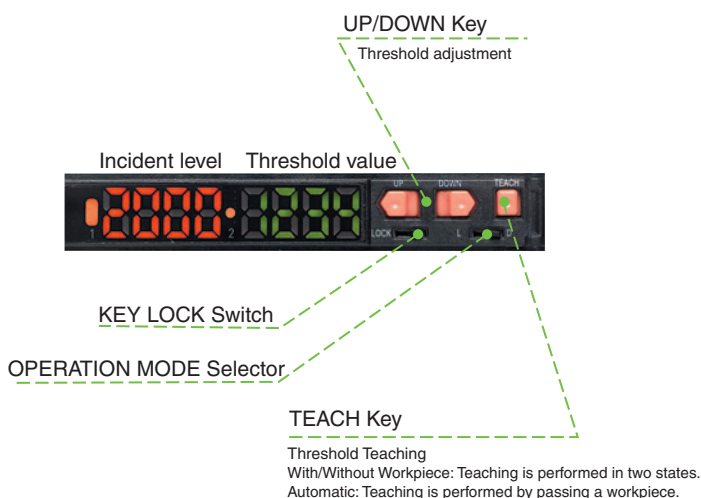 UP/DOWN Key
Threshold adjustment
Incident level Threshold value
UP DOWN TEACH
2000 1234
1 2 LOCK L D
KEY LOCK Switch
OPERATION MODE Selector
TEACH Key
Threshold Teaching
With/Without Workpiece: Teaching is performed in two states.
Automatic: Teaching is performed by passing a workpiece.